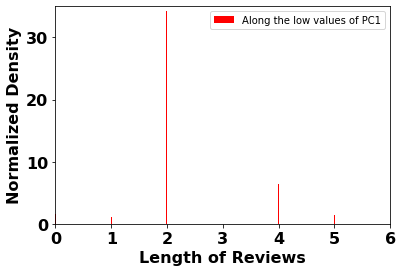 Along the low values of PC1
Normalized Density
30
20
10
0
0 1 2 3 4 5 6
Length of Reviews